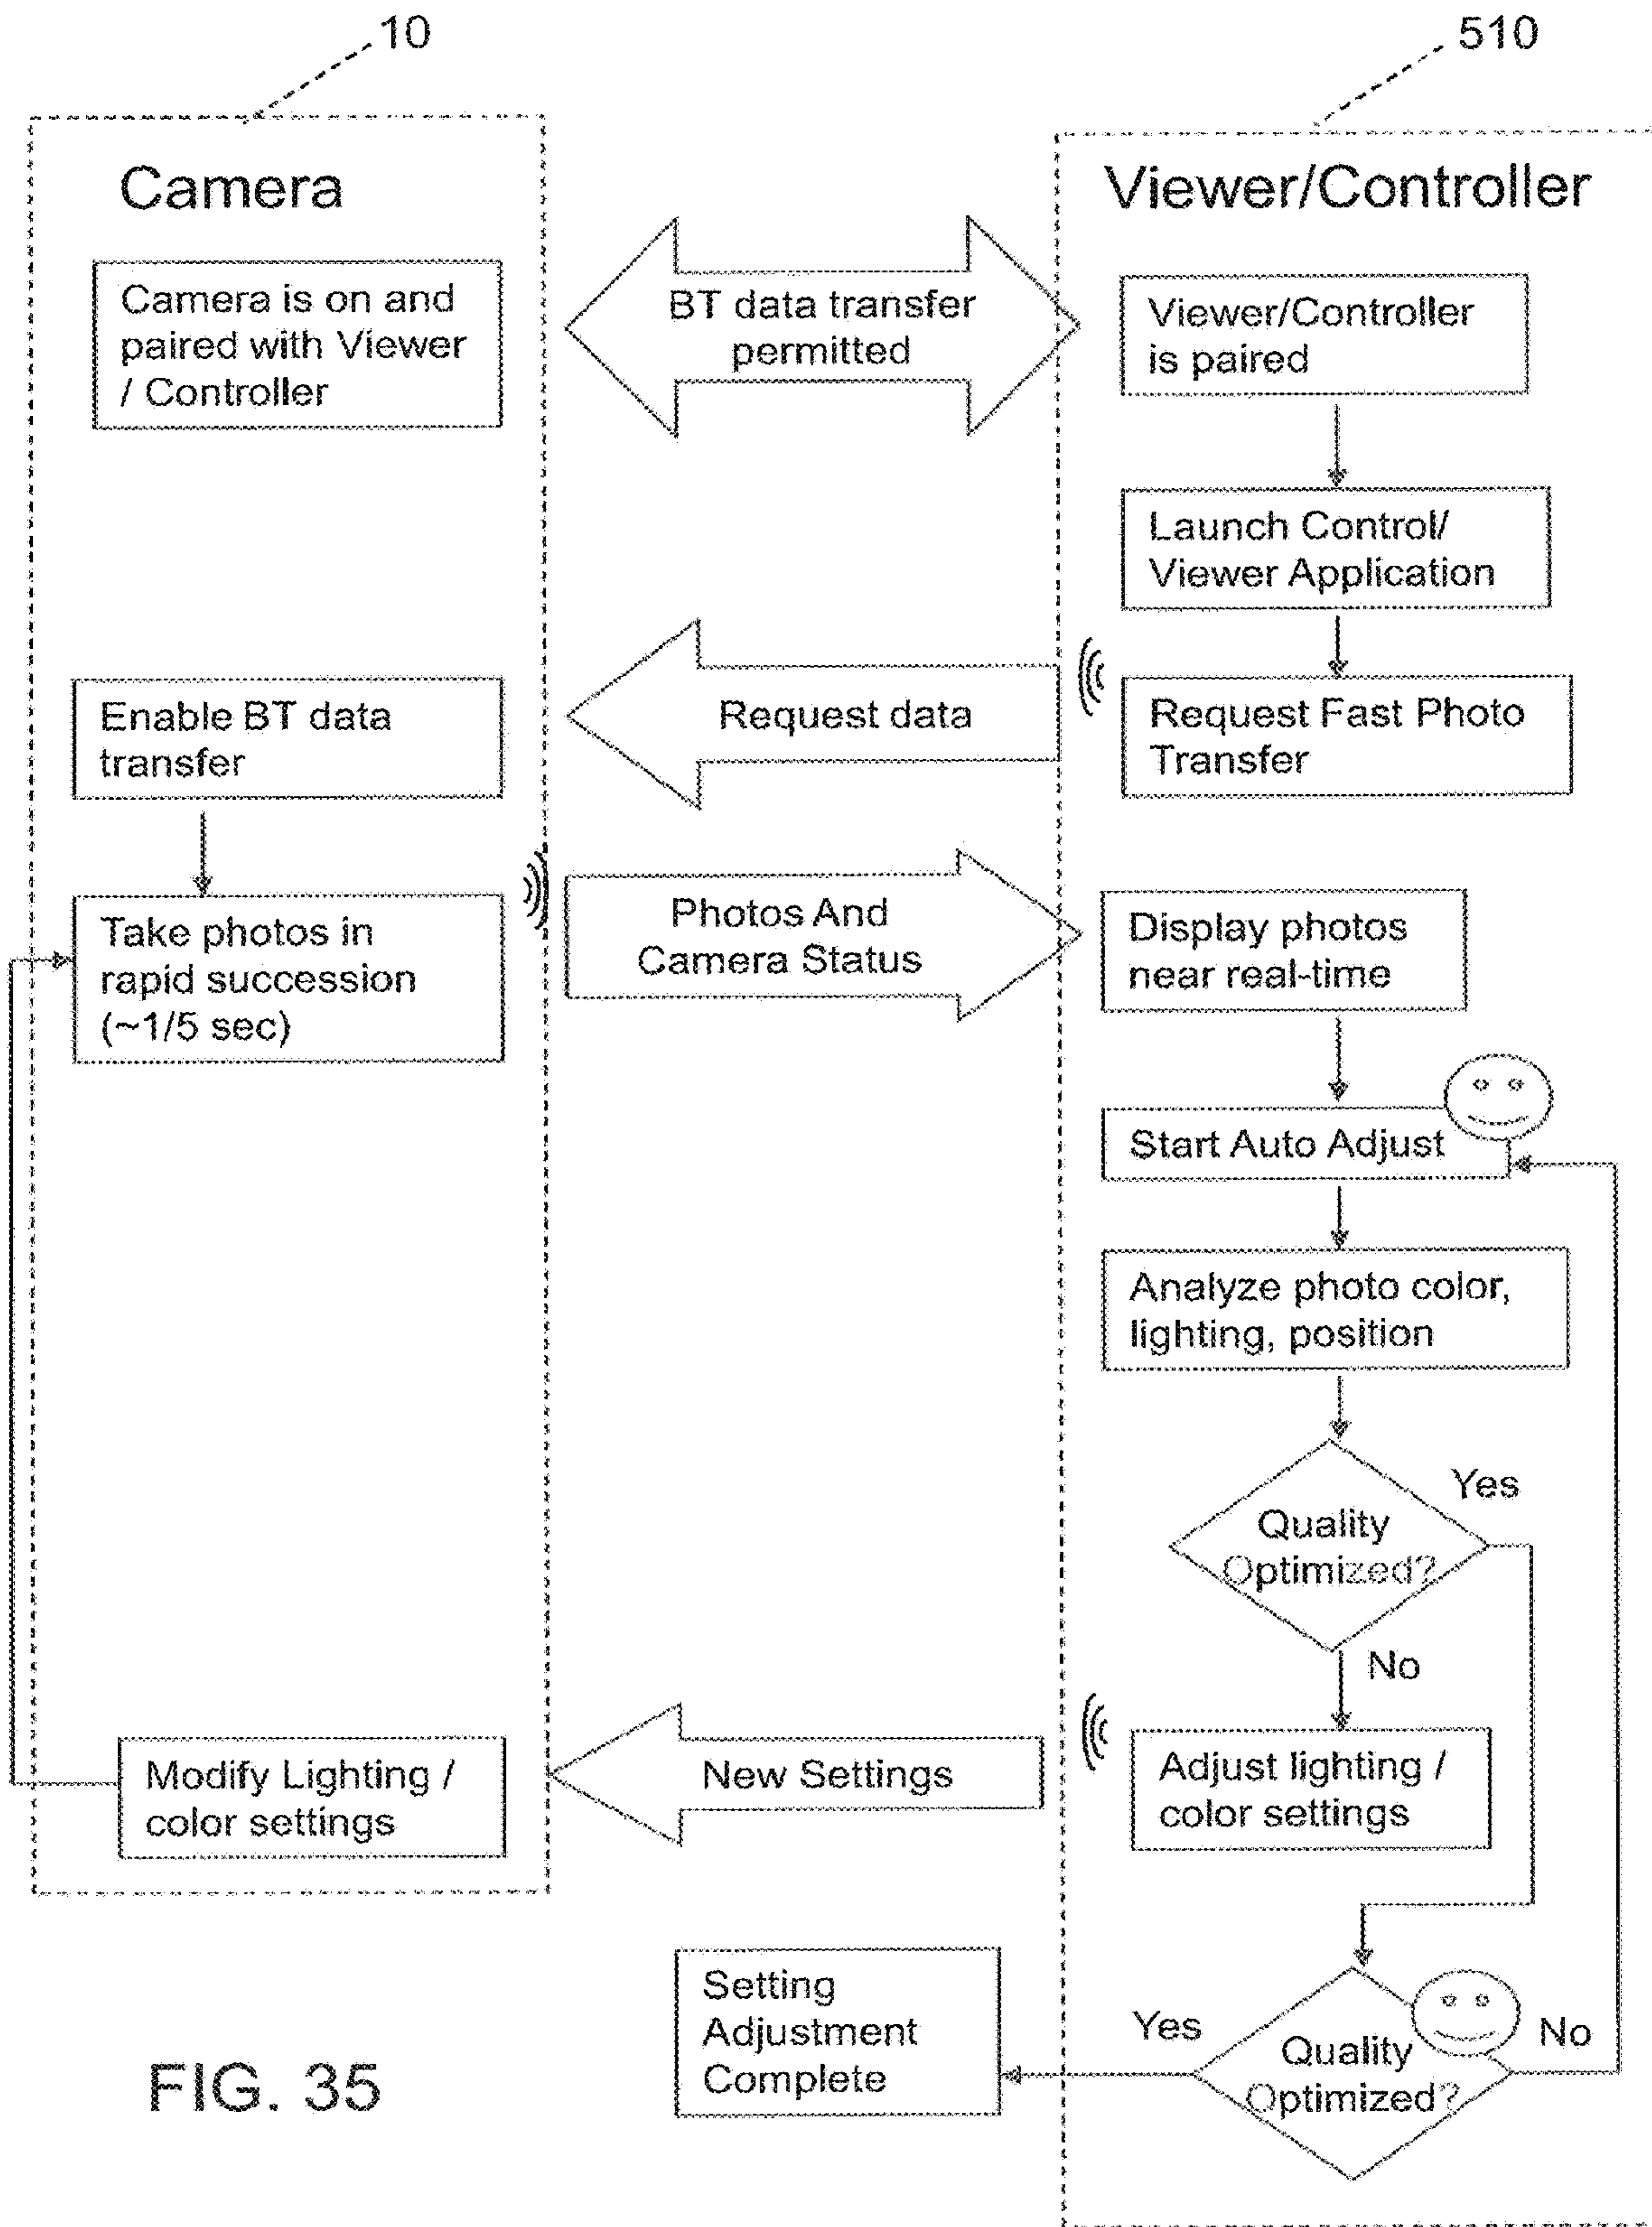 10
510
Camera
Viewer/Controller
Camera is on and
paired with Viewer
/ Controller
BT data transfer
permitted
Viewer/Controller
is paired
Launch Control/
Viewer Application
Enable BT data
transfer
Request data
Request Fast Photo
Transfer
Take photos in
rapid succession
(~1/5 sec)
Photos And
Camera Status
Display photos
near real-time
Start Auto Adjust
Analyze photo color,
lighting, position
Quality
Optimized?
Yes
No
Modify Lighting /
color settings
New Settings
Adjust lighting /
color settings
Setting
Adjustment
Complete
Yes
Quality
Optimized?
No
FIG. 35